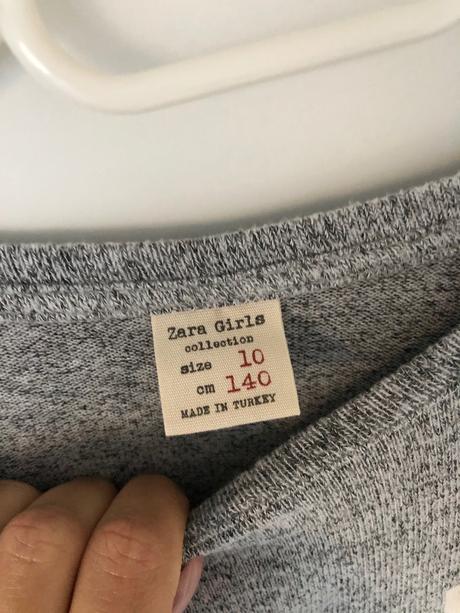 Zara Girls
collection
size 10
cm 140
MADE IN TURKEY